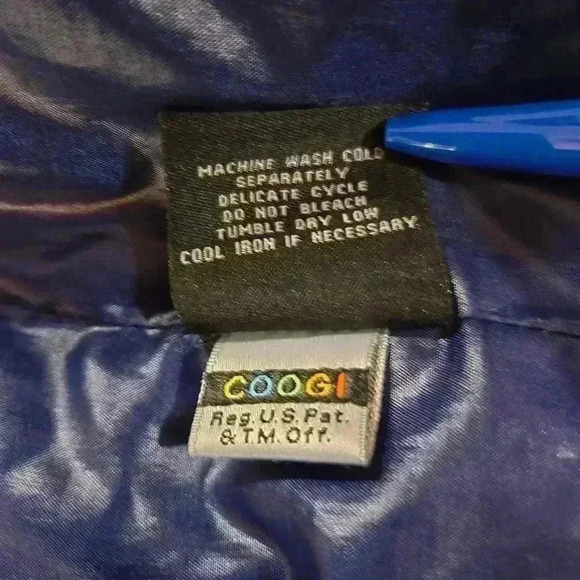 MACHINE WASH COLD
SEPARATELY
DELICATE CYCLE
DO NOT BLEACH
TUMBLE DRY LOW
COOL IRON IF NECESSARY
COOGI
Reg. U.S. Pat.
& T.M. Off.